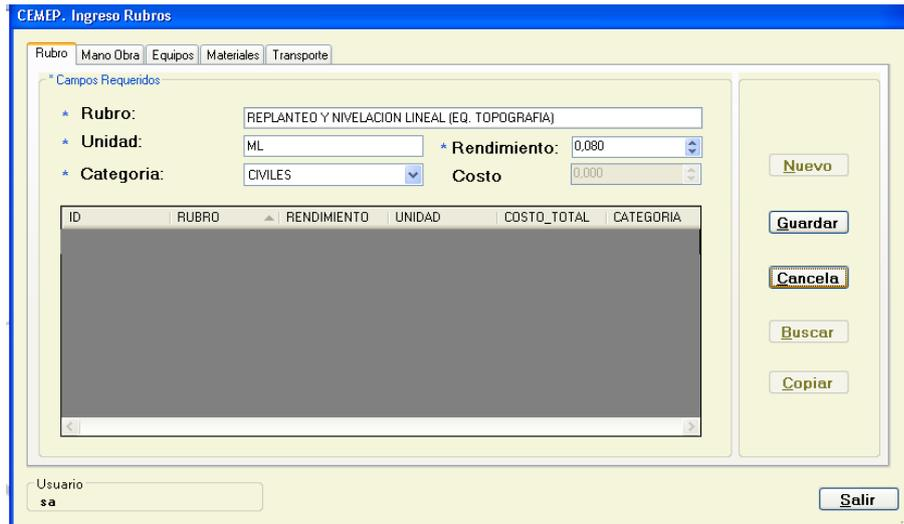 CEMEP. Ingreso Rubros
Rubro Mano Obra Equipos Materiales Transporte
* Campos Requeridos
* Rubro: REPLANTEO Y NIVELACION LINEAL (EQ. TOPOGRAFIA)
* Unidad: ML * Rendimiento: 0,080
* Categoria: CIVILES Costo 0,000
ID RUBRO RENDIMIENTO UNIDAD COSTO_TOTAL CATEGORIA
Nuevo
Guardar
Cancela
Buscar
Copiar
Usuario
sa
Salir